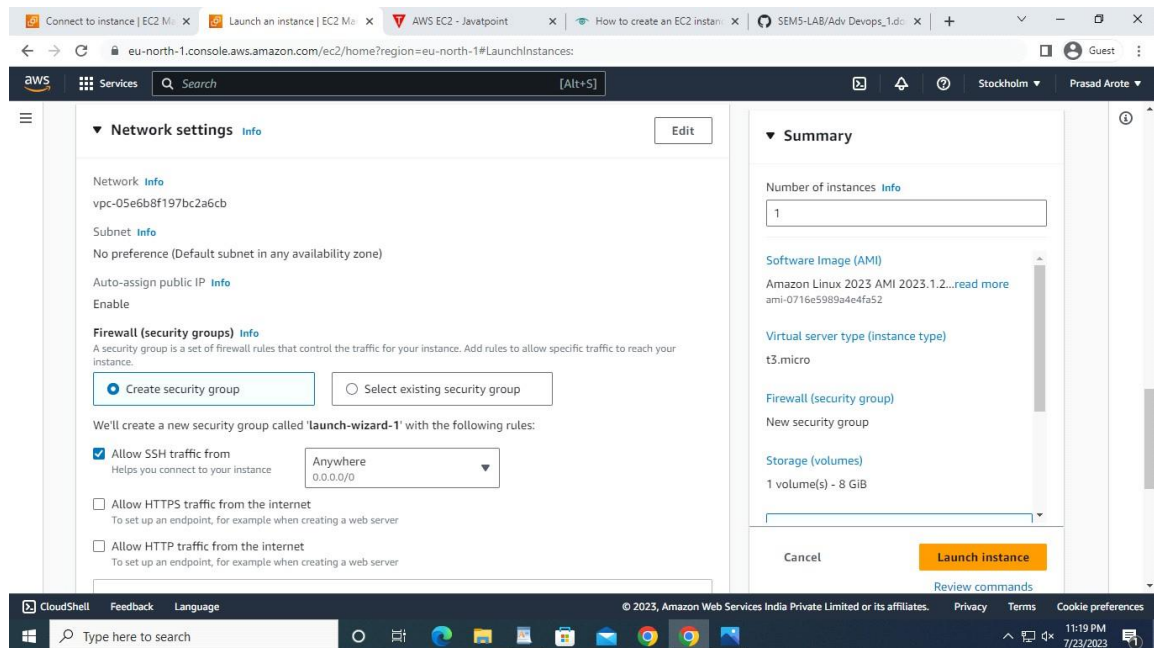 Connect to instance | EC2 Ma
Launch an instance | EC2 Ma
AWS EC2 - Javatpoint
How to create an EC2 instan
SEM5-LAB/Adv Devops_1.do
eu-north-1.console.aws.amazon.com/ec2/home?region=eu-north-1#LaunchInstances:
Guest
aws
Services
Search
[Alt+S]
Stockholm
Prasad Arote
Network settings Info
Edit
Network Info
vpc-05e6b8f197bc2a6cb
Subnet Info
No preference (Default subnet in any availability zone)
Auto-assign public IP Info
Enable
Firewall (security groups) Info
A security group is a set of firewall rules that control the traffic for your instance. Add rules to allow specific traffic to reach your
instance.
Create security group
Select existing security group
We'll create a new security group called 'launch-wizard-1' with the following rules:
Allow SSH traffic from
Helps you connect to your instance
Anywhere
0.0.0.0/0
Allow HTTPS traffic from the internet
To set up an endpoint, for example when creating a web server
Allow HTTP traffic from the internet
To set up an endpoint, for example when creating a web server
Summary
Number of instances Info
1
Software Image (AMI)
Amazon Linux 2023 AMI 2023.1.2...read more
ami-0716e5989a4e4fa52
Virtual server type (instance type)
t3.micro
Firewall (security group)
New security group
Storage (volumes)
1 volume(s) - 8 GiB
Cancel
Launch instance
Review commands
CloudShell
Feedback
Language
© 2023, Amazon Web Services India Private Limited or its affiliates.
Privacy
Terms
Cookie preferences
Type here to search
11:19 PM
7/23/2023